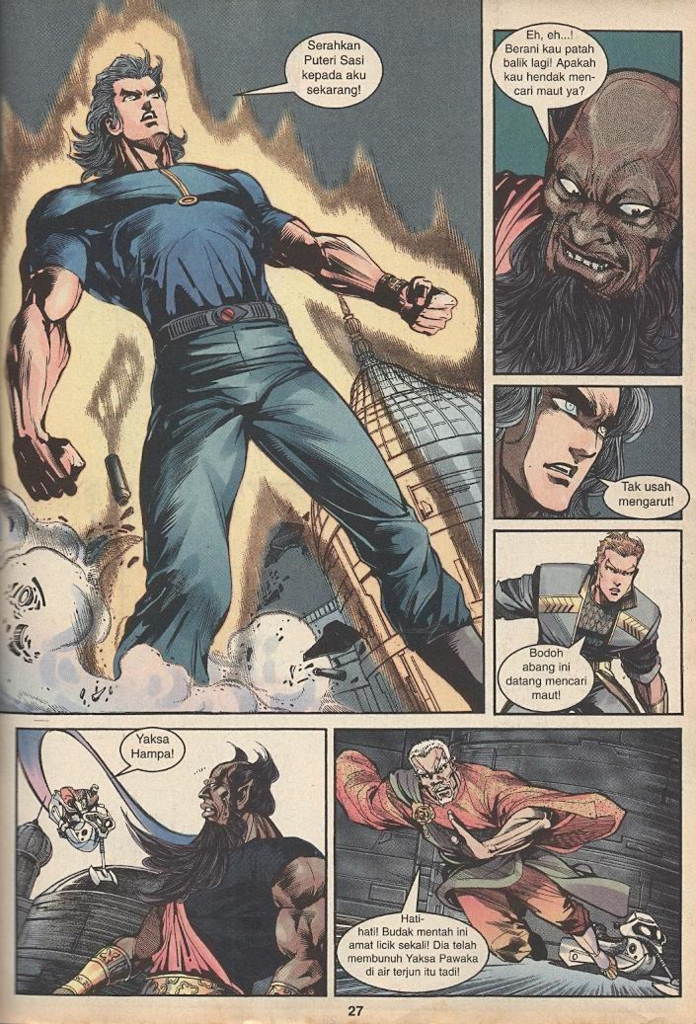 Serahkan
Puteri Sasi
kepada aku
sekarang!
Eh, eh...!
Berani kau patah
balik lagi! Apakah
kau hendak men-
cari maut ya?
Tak usah
mengarut!
Bodoh
abang ini
datang mencari
maut!
Yaksa
Hampa!
Hati-
hati! Budak mentah ini
amat licik sekali! Dia telah
membunuh Yaksa Pawaka
di air terjun itu tadi!
27